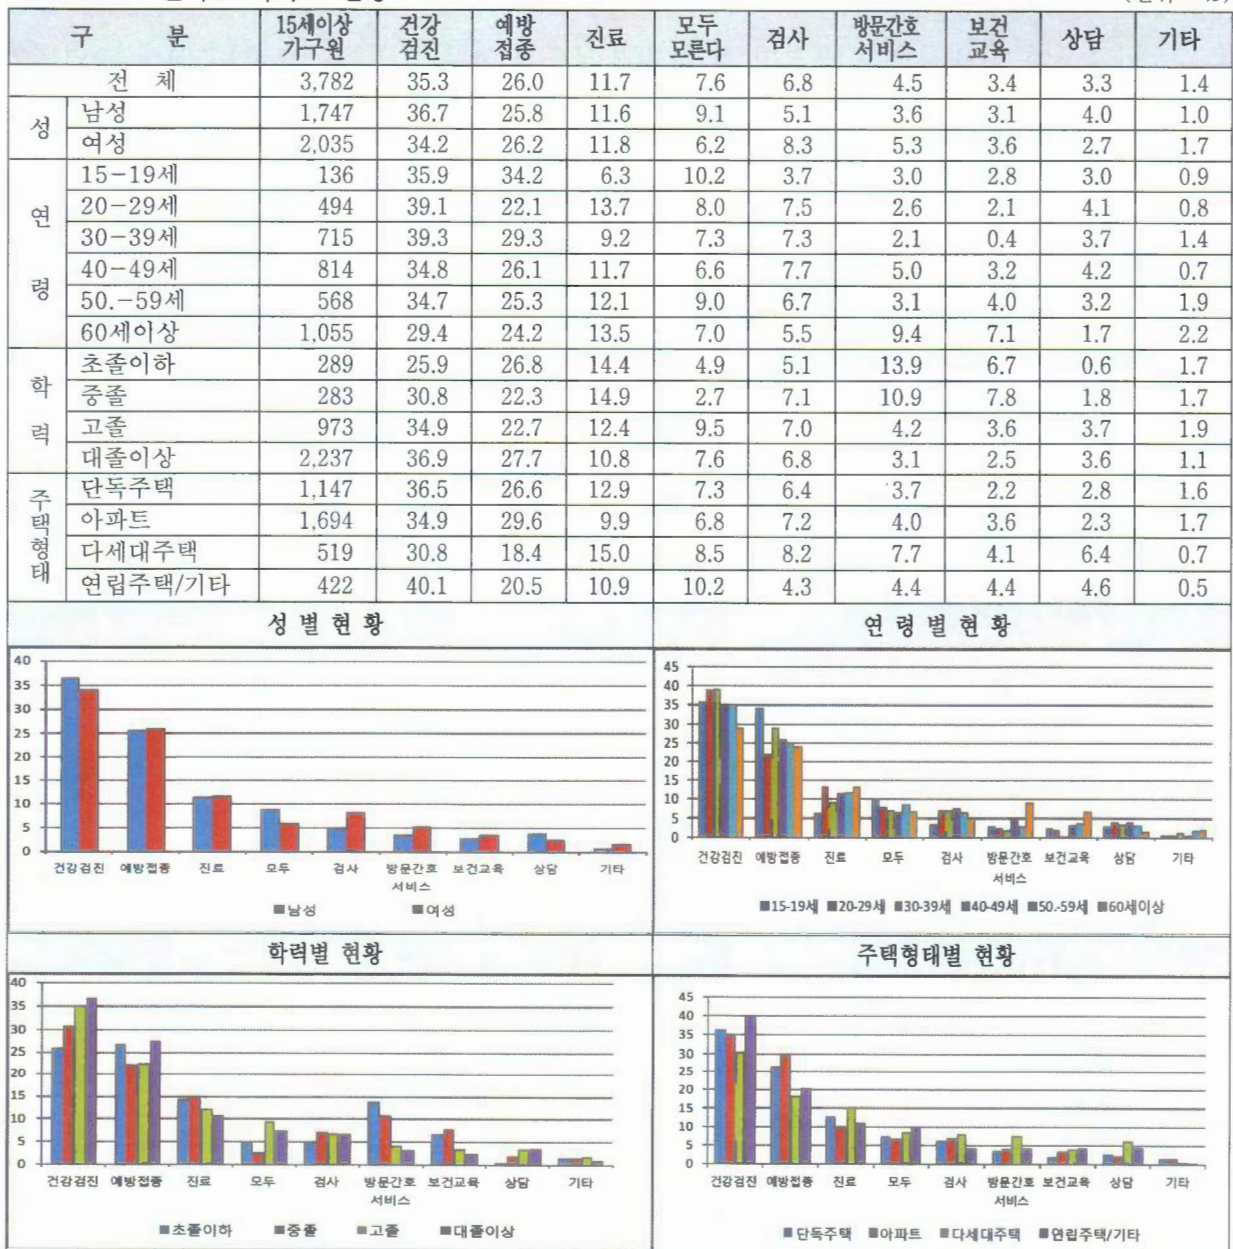 구 분 15세이상 가구원 건강 검진 예방 접종 진료 모두 모른다 검사 방문간호 서비스 보건 교육 상담 기타
전 체 3,782 35.3 26.0 11.7 7.6 6.8 4.5 3.4 3.3 1.4
성 남성 1,747 36.7 25.8 11.6 9.1 5.1 3.6 3.1 4.0 1.0
여성 2,035 34.2 26.2 11.8 6.2 8.3 5.3 3.6 2.7 1.7
연령 15-19세 136 35.9 34.2 6.3 10.2 3.7 3.0 2.8 3.0 0.9
20-29세 494 39.1 22.1 13.7 8.0 7.5 2.6 2.1 4.1 0.8
30-39세 715 39.3 29.3 9.2 7.3 7.3 2.1 0.4 3.7 1.4
40-49세 814 34.8 26.1 11.7 6.6 7.7 5.0 3.2 4.2 0.7
50.-59세 568 34.7 25.3 12.1 9.0 6.7 3.1 4.0 3.2 1.9
60세이상 1,055 29.4 24.2 13.5 7.0 5.5 9.4 7.1 1.7 2.2
학력 초졸이하 289 25.9 26.8 14.4 4.9 5.1 13.9 6.7 0.6 1.7
중졸 283 30.8 22.3 14.9 2.7 7.1 10.9 7.8 1.8 1.7
고졸 973 34.9 22.7 12.4 9.5 7.0 4.2 3.6 3.7 1.9
대졸이상 2,237 36.9 27.7 10.8 7.6 6.8 3.1 2.5 3.6 1.1
주택형태 단독주택 1,147 36.5 26.6 12.9 7.3 6.4 3.7 2.2 2.8 1.6
아파트 1,694 34.9 29.6 9.9 6.8 7.2 4.0 3.6 2.3 1.7
다세대주택 519 30.8 18.4 15.0 8.5 8.2 7.7 4.1 6.4 0.7
연립주택/기타 422 40.1 20.5 10.9 10.2 4.3 4.4 4.4 4.6 0.5
성 별 현 황
40
35
30
25
20
15
10
5
0
건강검진 예방접종 진료 모두 검사 방문간호 서비스 보건교육 상담 기타
■남성 ■여성
연 령 별 현 황
45
40
35
30
25
20
15
10
5
0
건강검진 예방접종 진료 모두 검사 방문간호 서비스 보건교육 상담 기타
■15-19세 ■20-29세 ■30-39세 ■40-49세 ■50.-59세 ■60세이상
학력별 현황
40
35
30
25
20
15
10
5
0
건강검진 예방접종 진료 모두 검사 방문간호 서비스 보건교육 상담 기타
■초졸이하 ■중졸 ■고졸 ■대졸이상
주택형태별 현황
45
40
35
30
25
20
15
10
5
0
건강검진 예방접종 진료 모두 검사 방문간호 서비스 보건교육 상담 기타
■단독주택 ■아파트 ■다세대주택 ■연립주택/기타